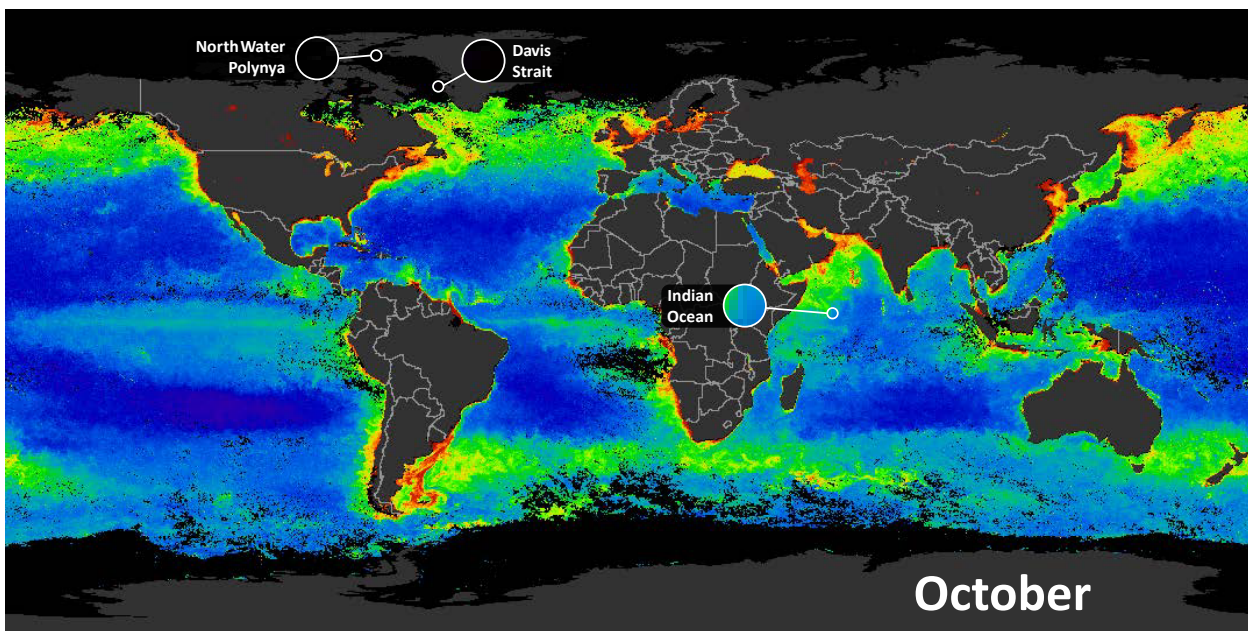 North Water
Polynya
Davis
Strait
Indian
Ocean
October